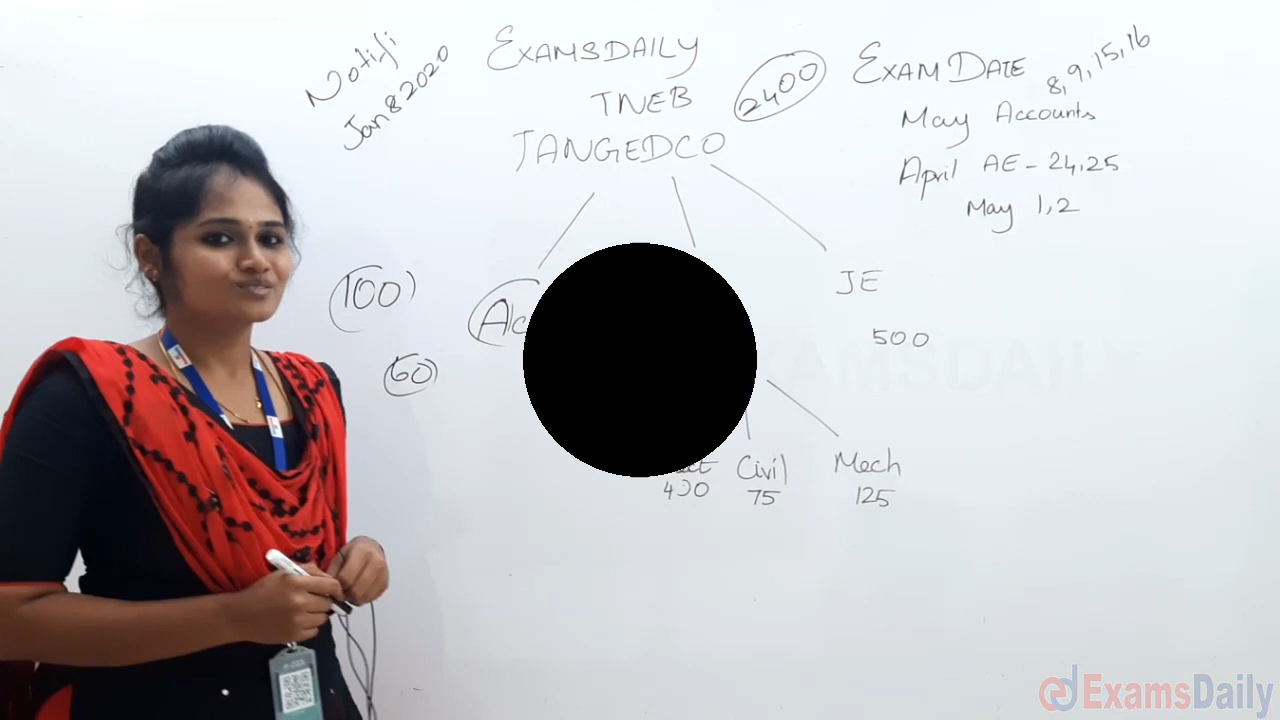 Notifi
Jan 8 2020
EXAMSDAILY
TNEB
TANGEDCO
2400
EXAM DATE
8,9,15,16
May Accounts
April AE - 24,25
May 1,2
100
60
JE
500
EXAMSDAILY
400
Civil
75
Mech
125
ExamsDaily